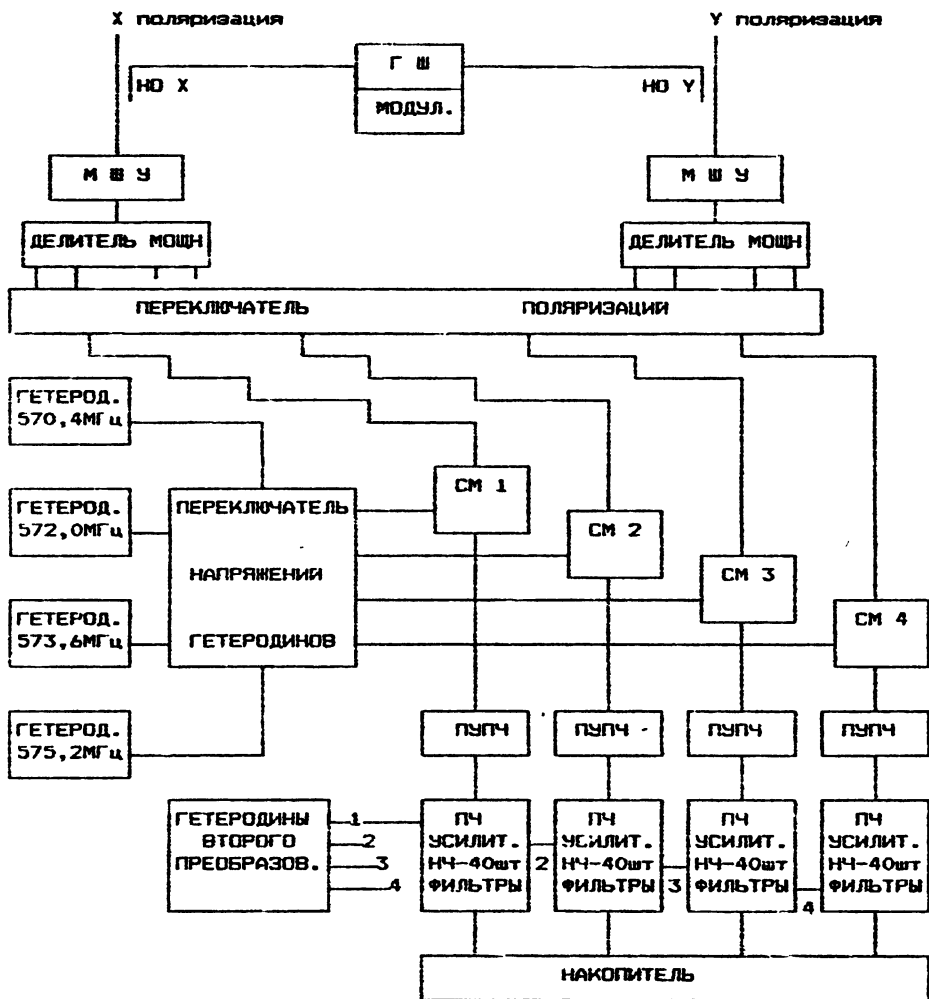 X поляризация
Y поляризация
Г Ш
НО X
НО Y
МОДУЛ.
М Ш У
М Ш У
ДЕЛИТЕЛЬ МОЩН
ДЕЛИТЕЛЬ МОЩН
ПЕРЕКЛЮЧАТЕЛЬ ПОЛЯРИЗАЦИЙ
ГЕТЕРОД.
570,4МГц
ГЕТЕРОД.
572,0МГц
ГЕТЕРОД.
573,6МГц
ГЕТЕРОД.
575,2МГц
ПЕРЕКЛЮЧАТЕЛЬ
НАПРЯЖЕНИЙ
ГЕТЕРОДИНОВ
СМ 1
СМ 2
СМ 3
СМ 4
ПУПЧ
ПУПЧ
ПУПЧ
ПУПЧ
ГЕТЕРОДИНЫ
ВТОРОГО
ПРЕОБРАЗОВ.
1
2
3
4
ПЧ
УСИЛИТ.
НЧ-40шт
ФИЛЬТРЫ
2
ПЧ
УСИЛИТ.
НЧ-40шт
ФИЛЬТРЫ
3
ПЧ
УСИЛИТ.
НЧ-40шт
ФИЛЬТРЫ
4
ПЧ
УСИЛИТ.
НЧ-40шт
ФИЛЬТРЫ
НАКОПИТЕЛЬ